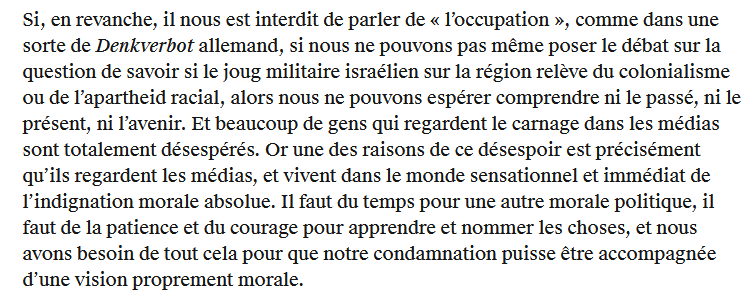 Si, en revanche, il nous est interdit de parler de « l’occupation », comme dans une
sorte de Denkverbot allemand, si nous ne pouvons pas même poser le débat sur la
question de savoir si le joug militaire israélien sur la région relève du colonialisme
ou de l’apartheid racial, alors nous ne pouvons espérer comprendre ni le passé, ni le
présent, ni l’avenir. Et beaucoup de gens qui regardent le carnage dans les médias
sont totalement désespérés. Or une des raisons de ce désespoir est précisément
qu’ils regardent les médias, et vivent dans le monde sensationnel et immédiat de
l’indignation morale absolue. Il faut du temps pour une autre morale politique, il
faut de la patience et du courage pour apprendre et nommer les choses, et nous
avons besoin de tout cela pour que notre condamnation puisse être accompagnée
d’une vision proprement morale.